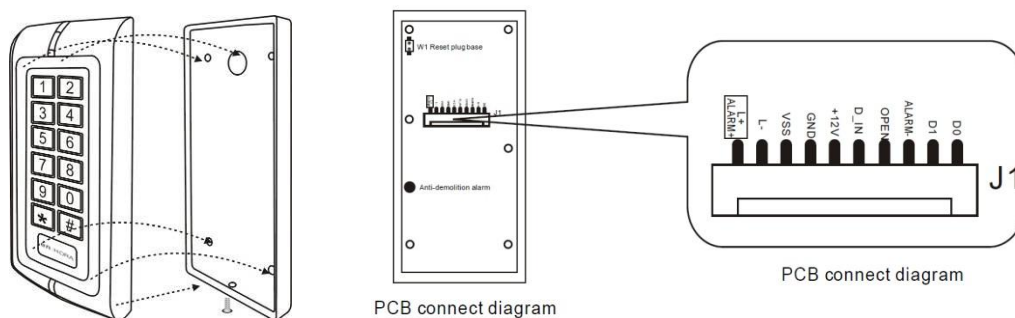 1 2
3 4
5 6
7 8
9 0
* #
W1 Reset plug base
J1
Anti-demolition alarm
PCB connect diagram
L+
ALARM+
L-
VSS
GND
+12V
D_IN
OPEN
ALARM-
D1
D0
J1
PCB connect diagram